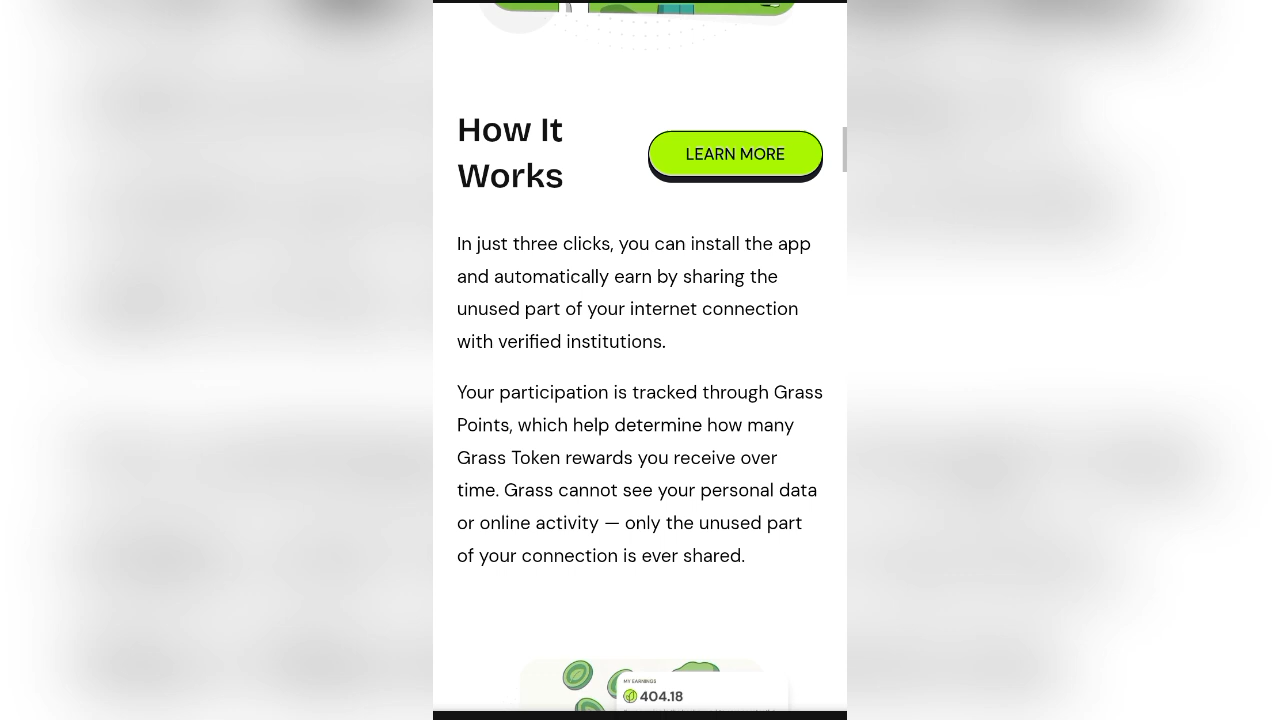 How It
Works
LEARN MORE
In just three clicks, you can install the app
and automatically earn by sharing the
unused part of your internet connection
with verified institutions.
Your participation is tracked through Grass
Points, which help determine how many
Grass Token rewards you receive over
time. Grass cannot see your personal data
or online activity — only the unused part
of your connection is ever shared.
MY EARNINGS
404.18